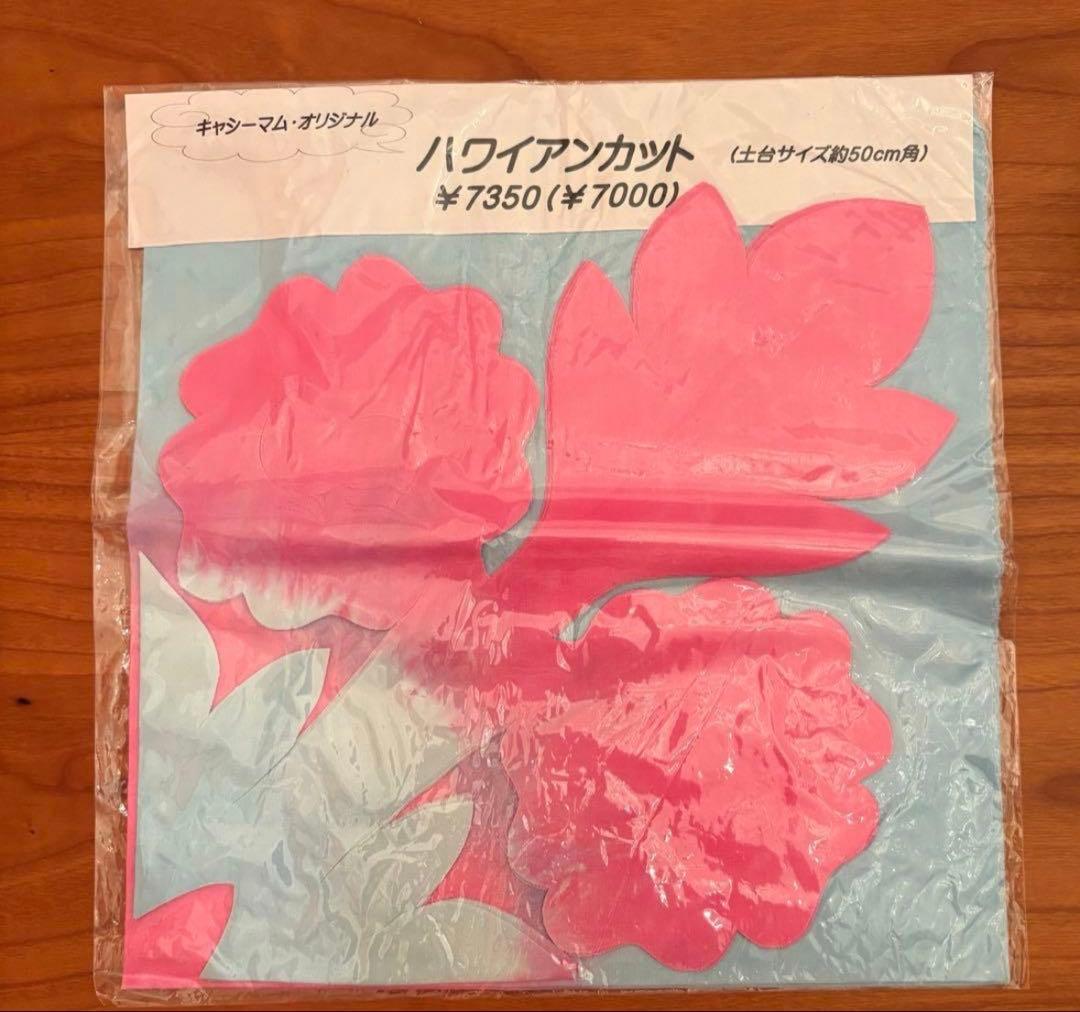 キャシーマム・オリジナル
ハワイアンカット (土台サイズ約50cm角)
¥7350(¥7000)